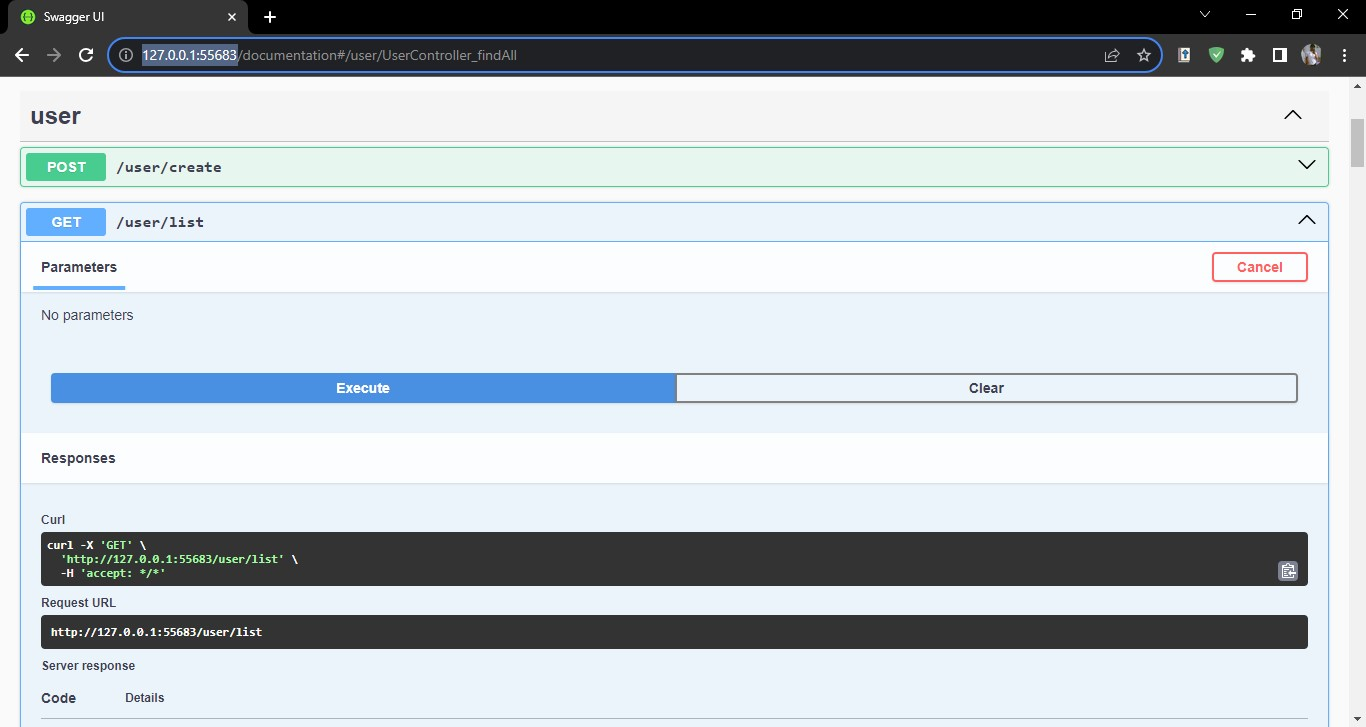 Swagger UI
127.0.0.1:55683/documentation#/user/UserController_findAll
user
POST /user/create
GET /user/list
Parameters Cancel
No parameters
Execute Clear
Responses
Curl
curl -X 'GET' \
'http://127.0.0.1:55683/user/list' \
-H 'accept: */*'
Request URL
http://127.0.0.1:55683/user/list
Server response
Code Details